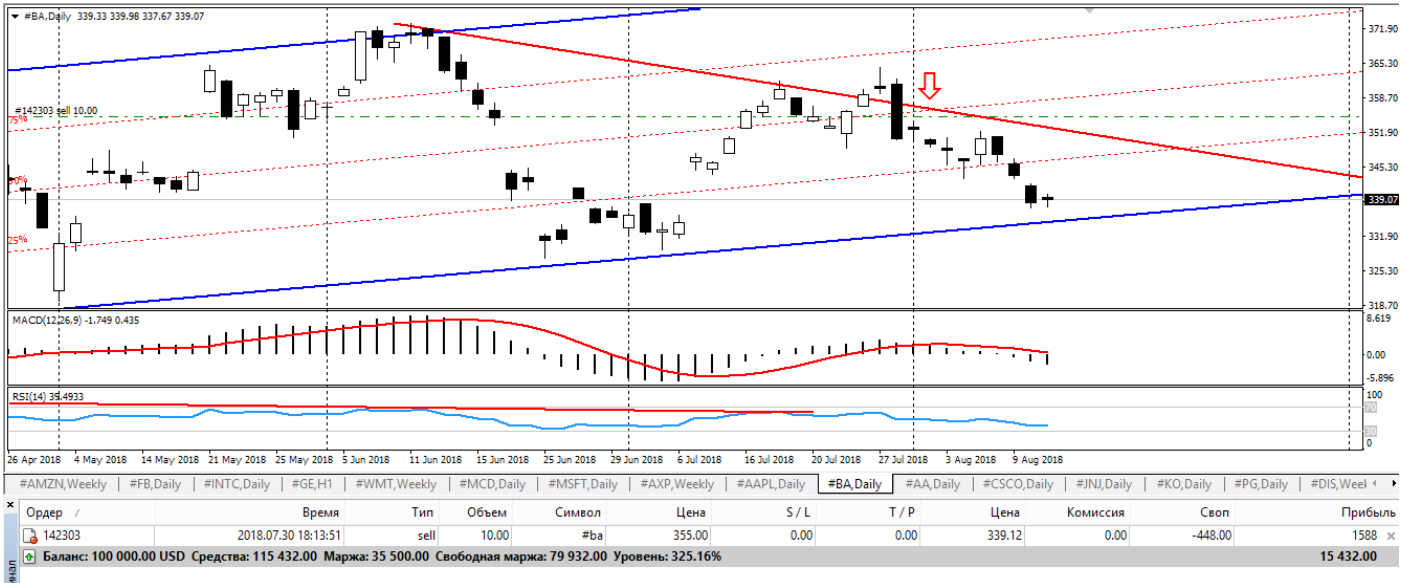 #BA,Daily 339.33 339.98 337.67 339.07
371.90
365.30
358.70
#142303 sell 10.00
75%
351.90
345.30
50%
339.07
25%
331.90
325.30
318.70
MACD(12,26,9) -1.749 0.435
8.619
0.00
-5.896
RSI(14) 35.4933
100
70
30
0
26 Apr 2018 4 May 2018 14 May 2018 21 May 2018 25 May 2018 5 Jun 2018 11 Jun 2018 15 Jun 2018 25 Jun 2018 29 Jun 2018 6 Jul 2018 16 Jul 2018 20 Jul 2018 27 Jul 2018 3 Aug 2018 9 Aug 2018
#AMZN,Weekly #FB,Daily #INTC,Daily #GE,H1 #WMT,Weekly #MCD,Daily #MSFT,Daily #AXP,Weekly #AAPL,Daily #BA,Daily #AA,Daily #CSCO,Daily #JNJ,Daily #KO,Daily #PG,Daily #DIS,Weel
Ордер / Время Тип Объем Символ Цена S / L T / P Цена Комиссия Своп Прибыль
142303 2018.07.30 18:13:51 sell 10.00 #ba 355.00 0.00 0.00 339.12 0.00 -448.00 1588
Баланс: 100 000.00 USD Средства: 115 432.00 Маржа: 35 500.00 Свободная маржа: 79 932.00 Уровень: 325.16% 15 432.00